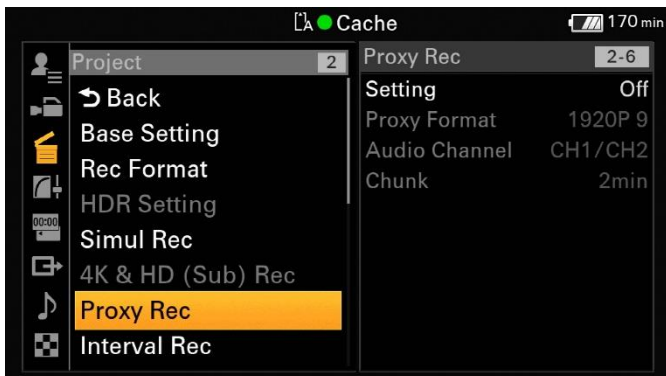 A Cache 170 min
Project 2
Back
Base Setting
Rec Format
HDR Setting
Simul Rec
4K & HD (Sub) Rec
Proxy Rec
Interval Rec
00:00
Proxy Rec 2-6
Setting Off
Proxy Format 1920P 9
Audio Channel CH1/CH2
Chunk 2min